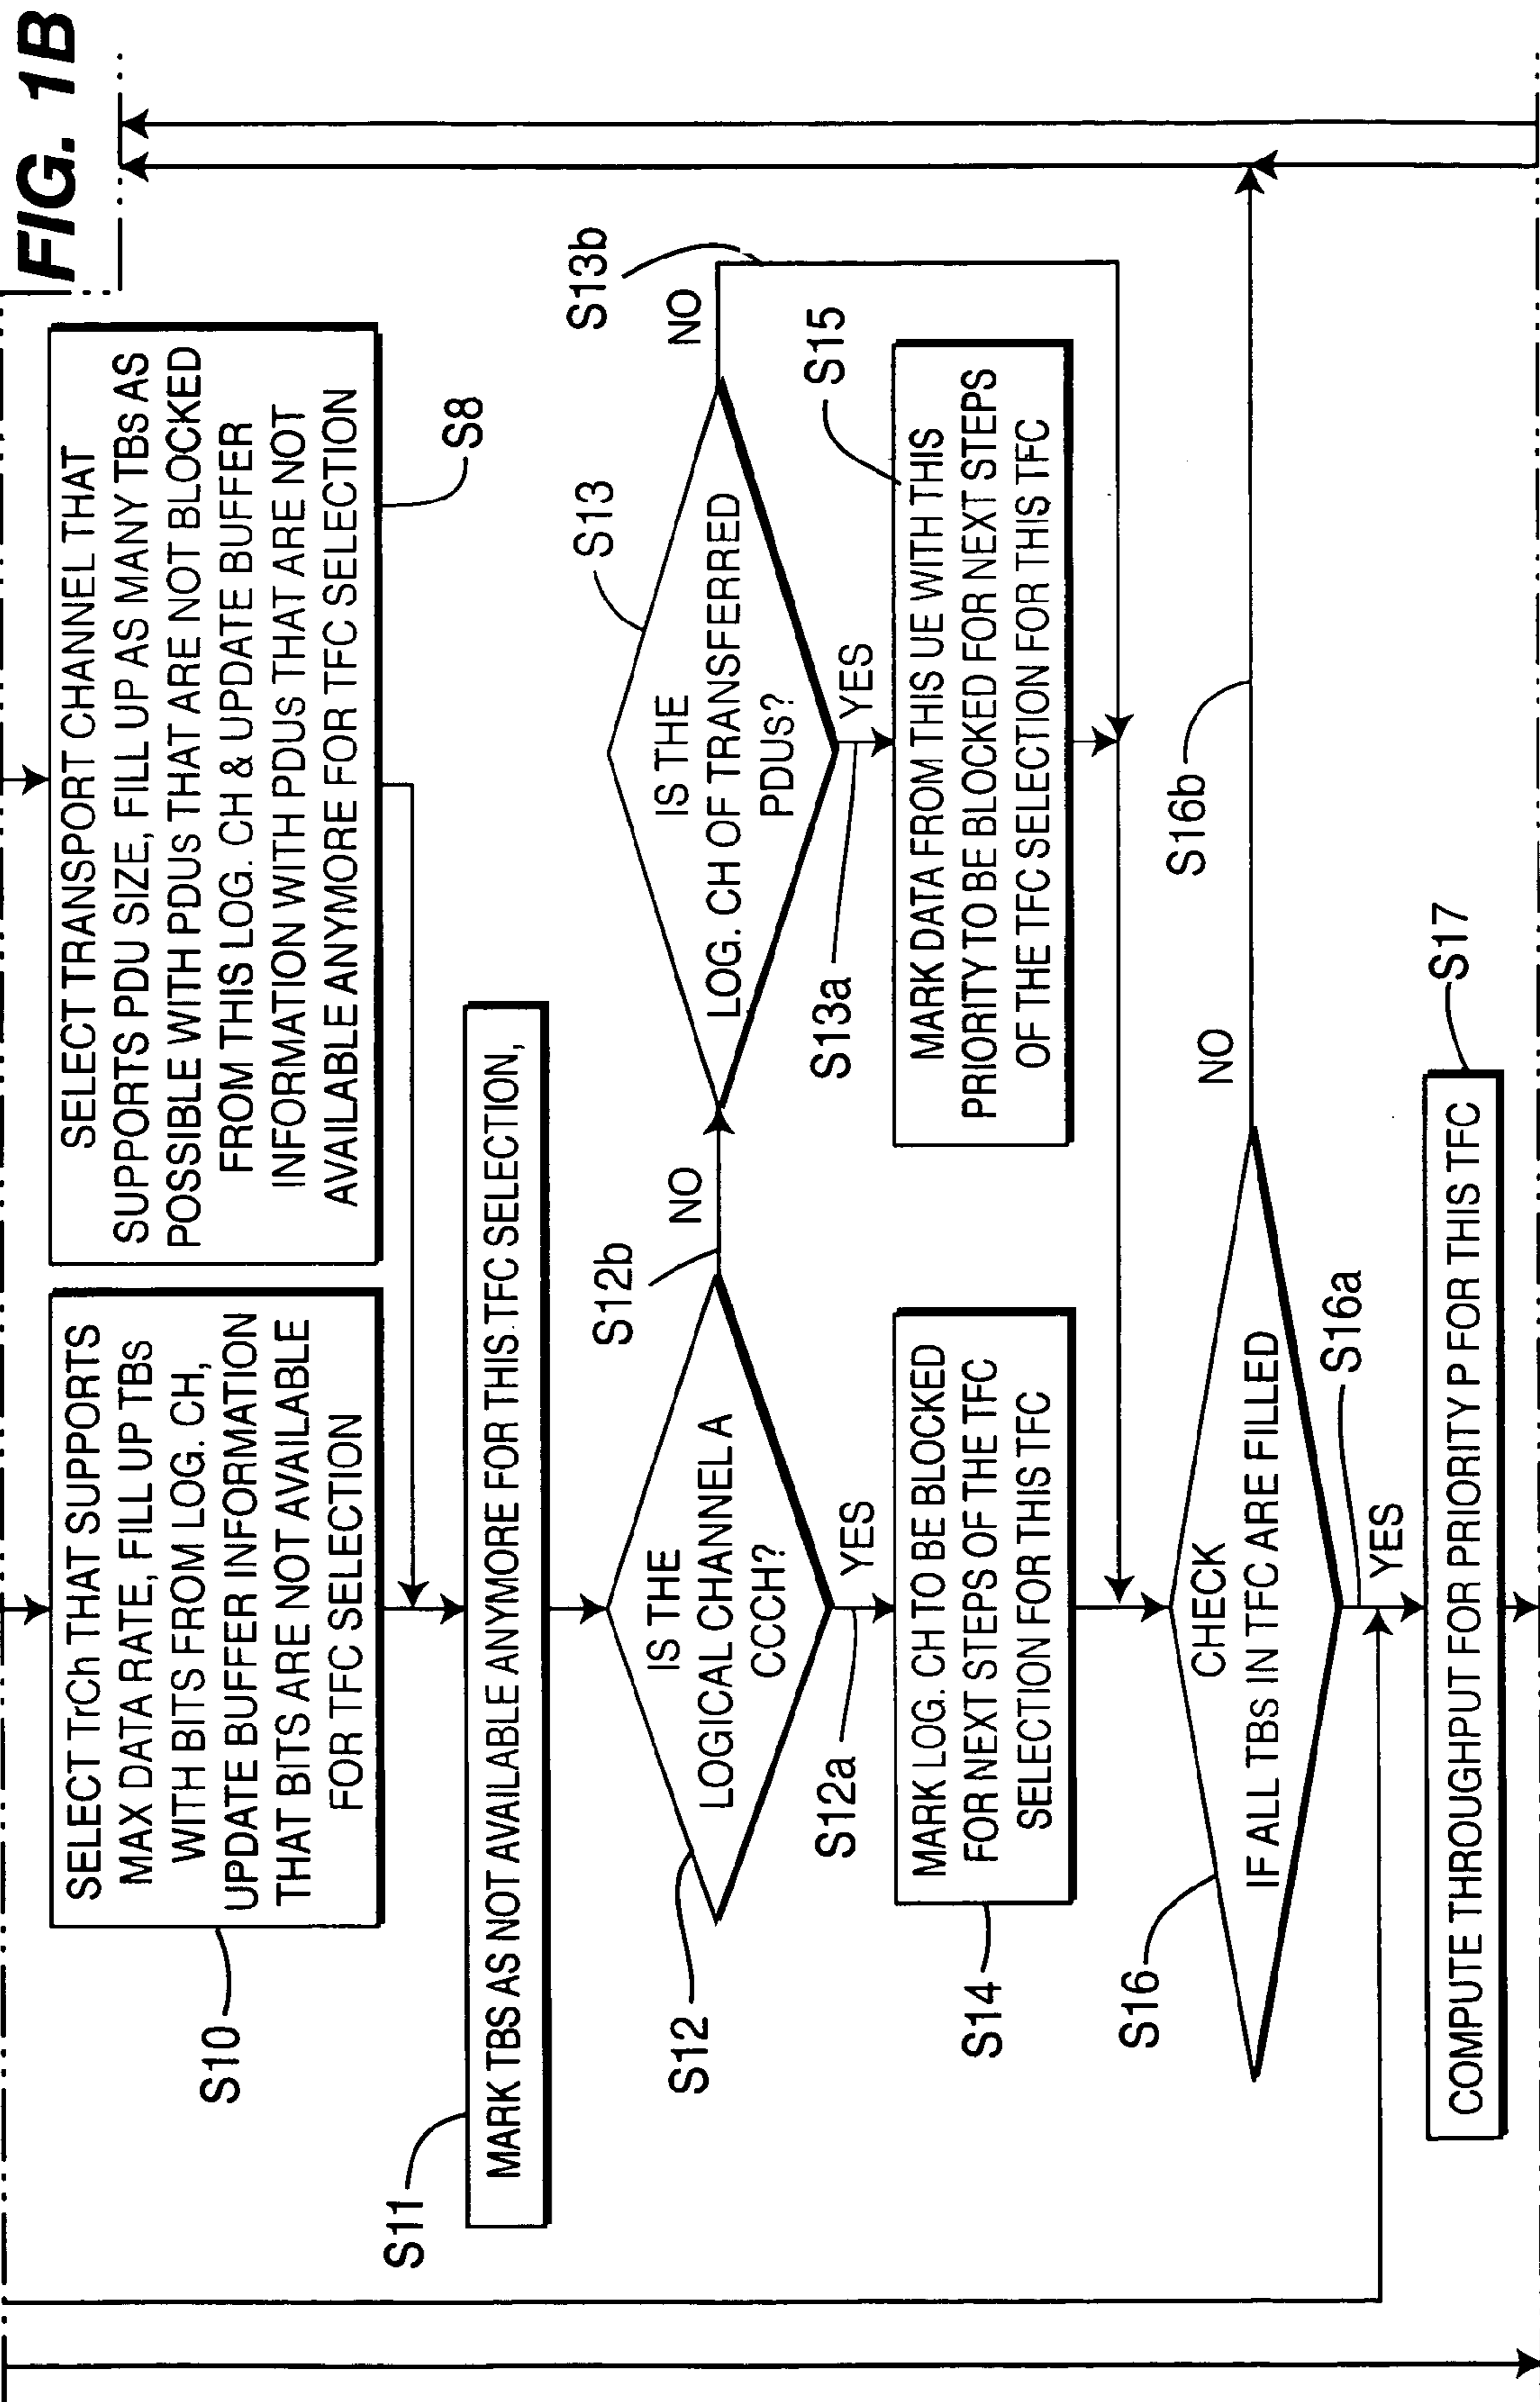 FIG. 1B
SELECT TrCh THAT SUPPORTS
MAX DATA RATE, FILL UP TBs
WITH BITS FROM LOG. CH,
UPDATE BUFFER INFORMATION
THAT BITS ARE NOT AVAILABLE
FOR TFC SELECTION
S10
SELECT TRANSPORT CHANNEL THAT
SUPPORTS PDU SIZE, FILL UP AS MANY TBs AS
POSSIBLE WITH PDUS THAT ARE NOT BLOCKED
FROM THIS LOG. CH & UPDATE BUFFER
INFORMATION WITH PDUS THAT ARE NOT
AVAILABLE ANYMORE FOR TFC SELECTION
S8
S11
MARK TBS AS NOT AVAILABLE ANYMORE FOR THIS TFC SELECTION,
S12
IS THE
LOGICAL CHANNEL A
CCCH?
S12b
NO
S13
IS THE
LOG. CH OF TRANSFERRED
PDUS?
NO
S13b
S12a
YES
S13a
YES
S14
MARK LOG. CH TO BE BLOCKED
FOR NEXT STEPS OF THE TFC
SELECTION FOR THIS TFC
S15
MARK DATA FROM THIS UE WITH THIS
PRIORITY TO BE BLOCKED FOR NEXT STEPS
OF THE TFC SELECTION FOR THIS TFC
S16
CHECK
IF ALL TBS IN TFC ARE FILLED
NO
S16b
S16a
YES
COMPUTE THROUGHPUT FOR PRIORITY P FOR THIS TFC
S17